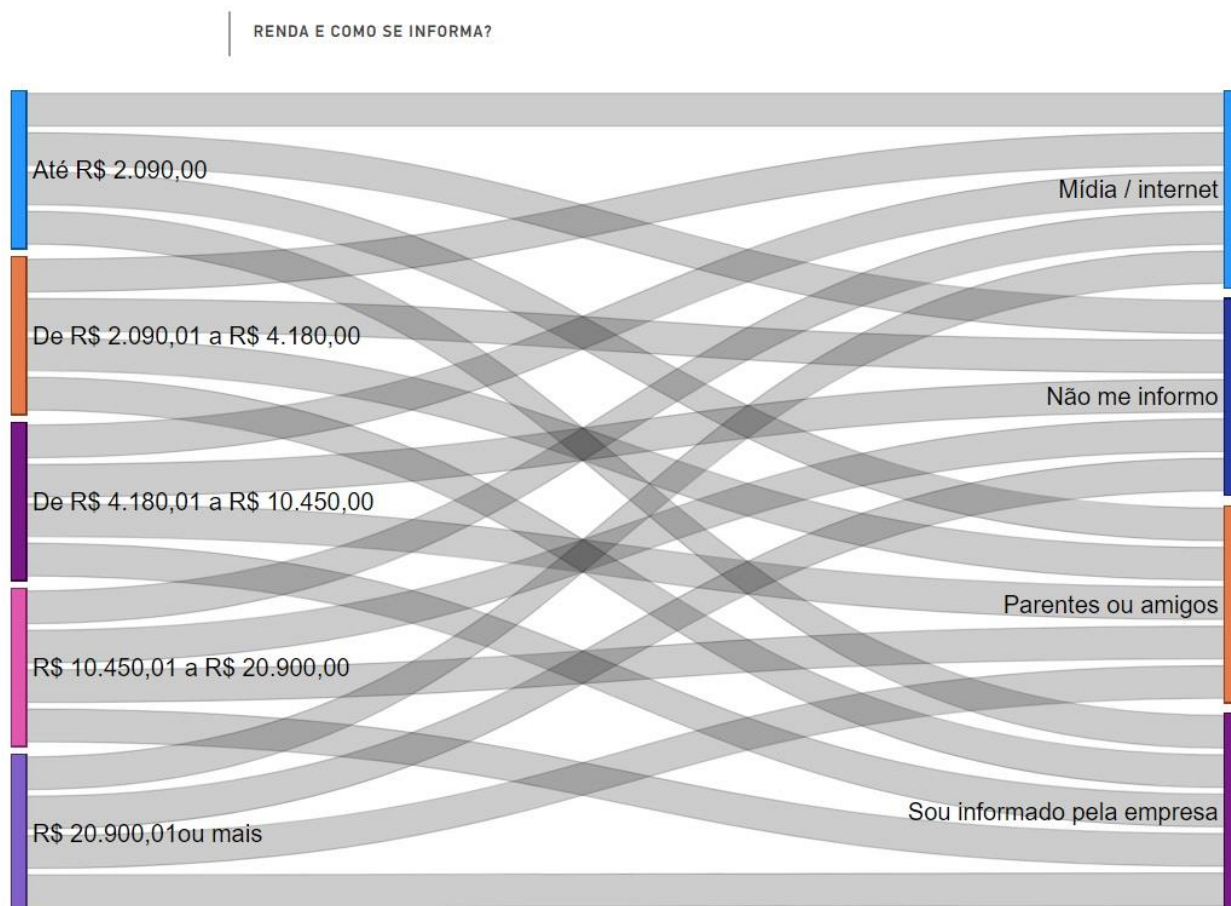 RENDA E COMO SE INFORMA?
Até R$ 2.090,00
De R$ 2.090,01 a R$ 4.180,00
De R$ 4.180,01 a R$ 10.450,00
R$ 10.450,01 a R$ 20.900,00
R$ 20.900,01ou mais
Mídia / internet
Não me informo
Parentes ou amigos
Sou informado pela empresa